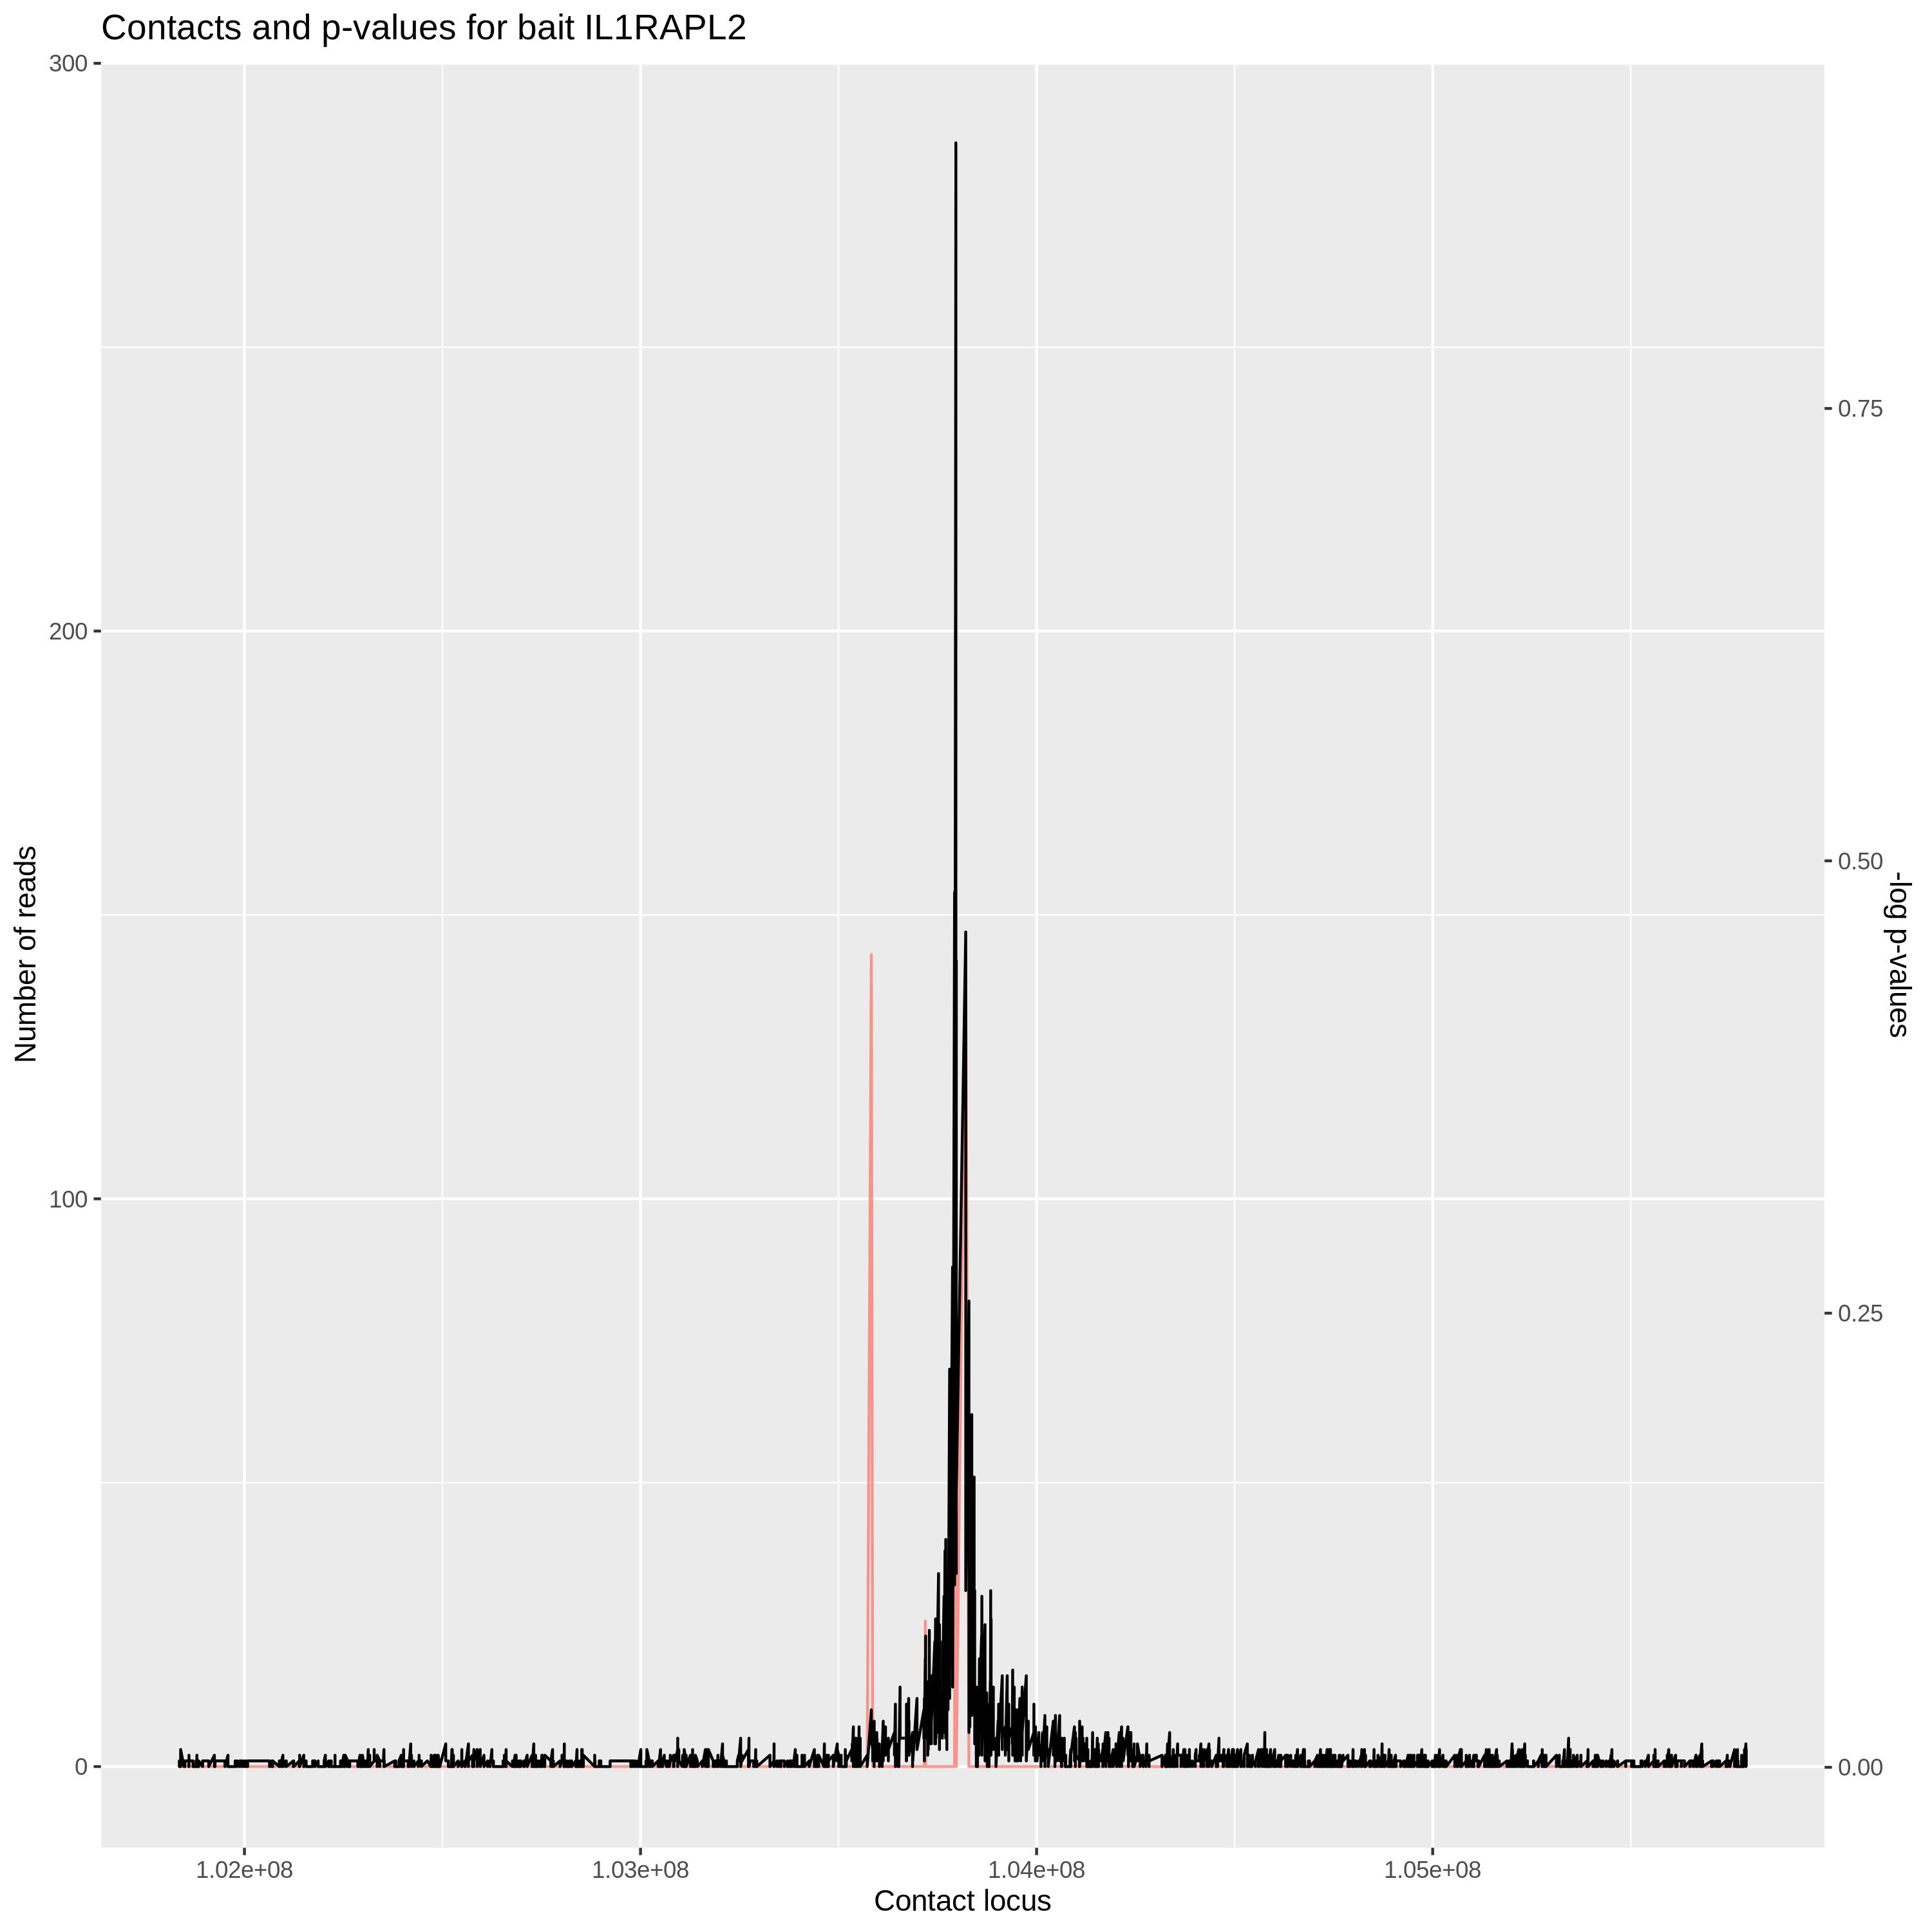 Contacts and p-values for bait IL1RAPL2
300
200
100
0
Number of reads
0.75
0.50
0.25
0.00
-log p-values
1.02e+08
1.03e+08
1.04e+08
1.05e+08
Contact locus